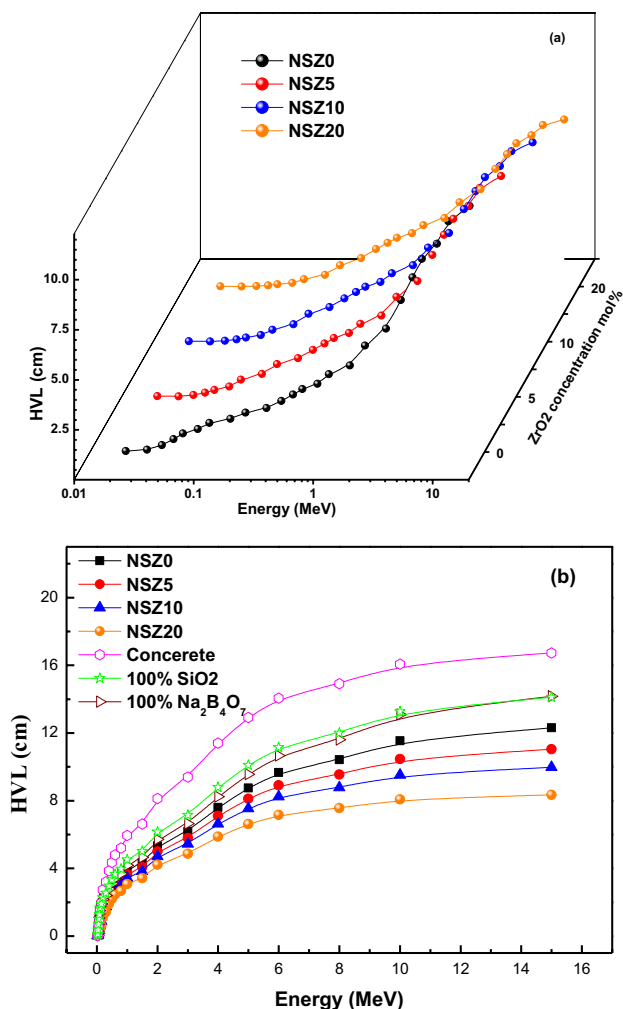 (a)
NSZ0
NSZ5
NSZ10
NSZ20
10.0
7.5
5.0
2.5
HVL (cm)
0.01 0.1 1 10
Energy (MeV)
20
10
5
0
ZrO2 concentration mol%
(b)
NSZ0
NSZ5
NSZ10
NSZ20
Concerete
100% SiO2
100% Na₂B₄O₇
20
16
12
8
4
0
HVL (cm)
0 2 4 6 8 10 12 14 16
Energy (MeV)